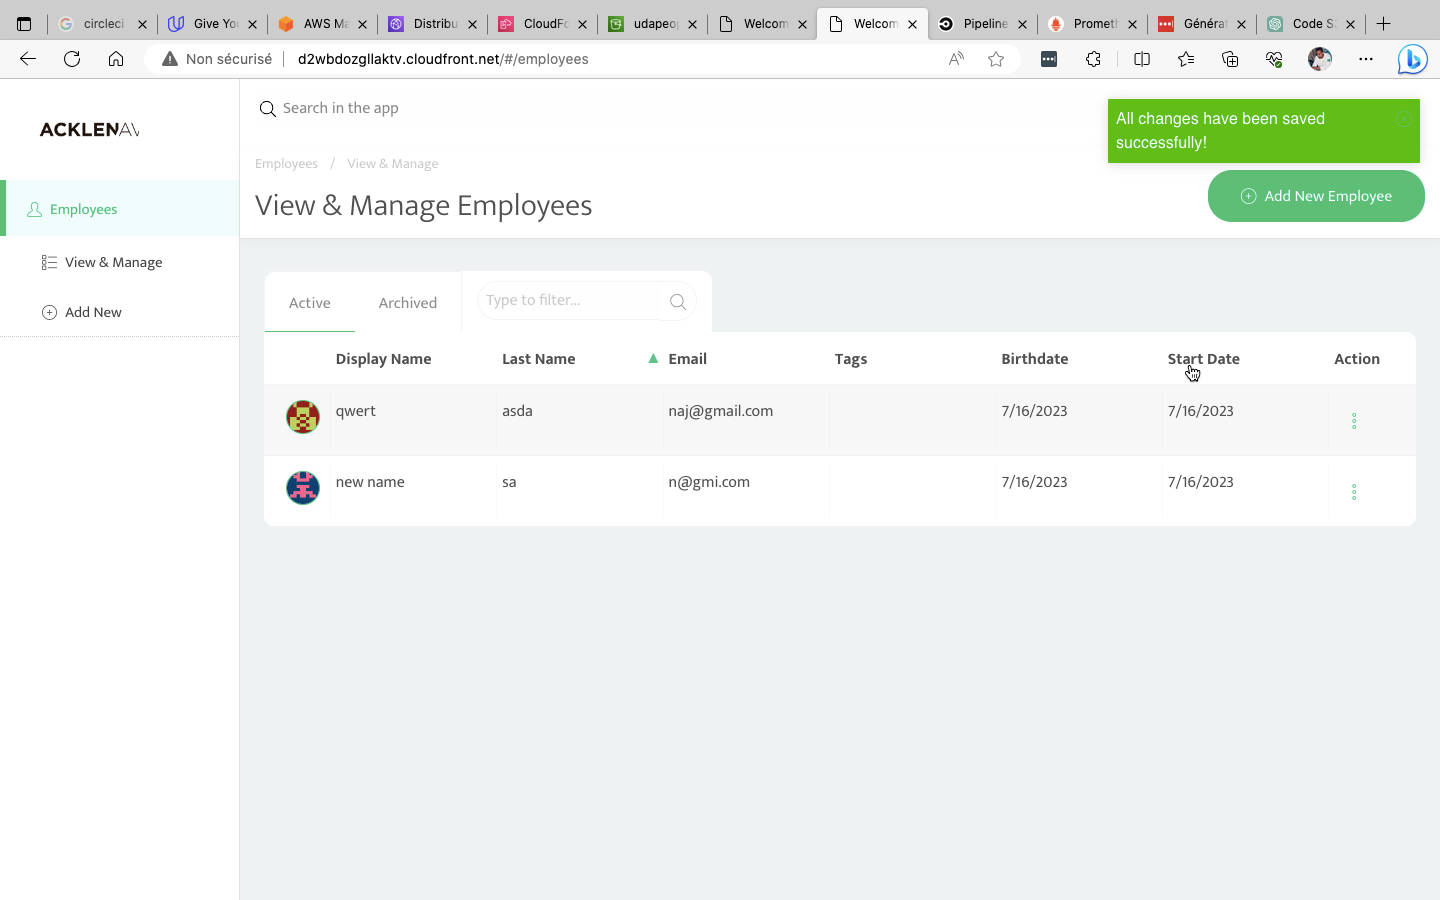 circleci
Give Yo
AWS Ma
Distribu
CloudFo
udapeop
Welcom
Welcom
Pipeline
Prometh
Générat
Code S
Non sécurisé
d2wbdozgllaktv.cloudfront.net/#/employees
ACKLENAV
Search in the app
All changes have been saved
successfully!
Employees / View & Manage
View & Manage Employees
Add New Employee
Employees
View & Manage
Add New
Active
Archived
Type to filter...
Display Name Last Name Email Tags Birthdate Start Date Action
qwert asda naj@gmail.com 7/16/2023 7/16/2023
new name sa n@gmi.com 7/16/2023 7/16/2023